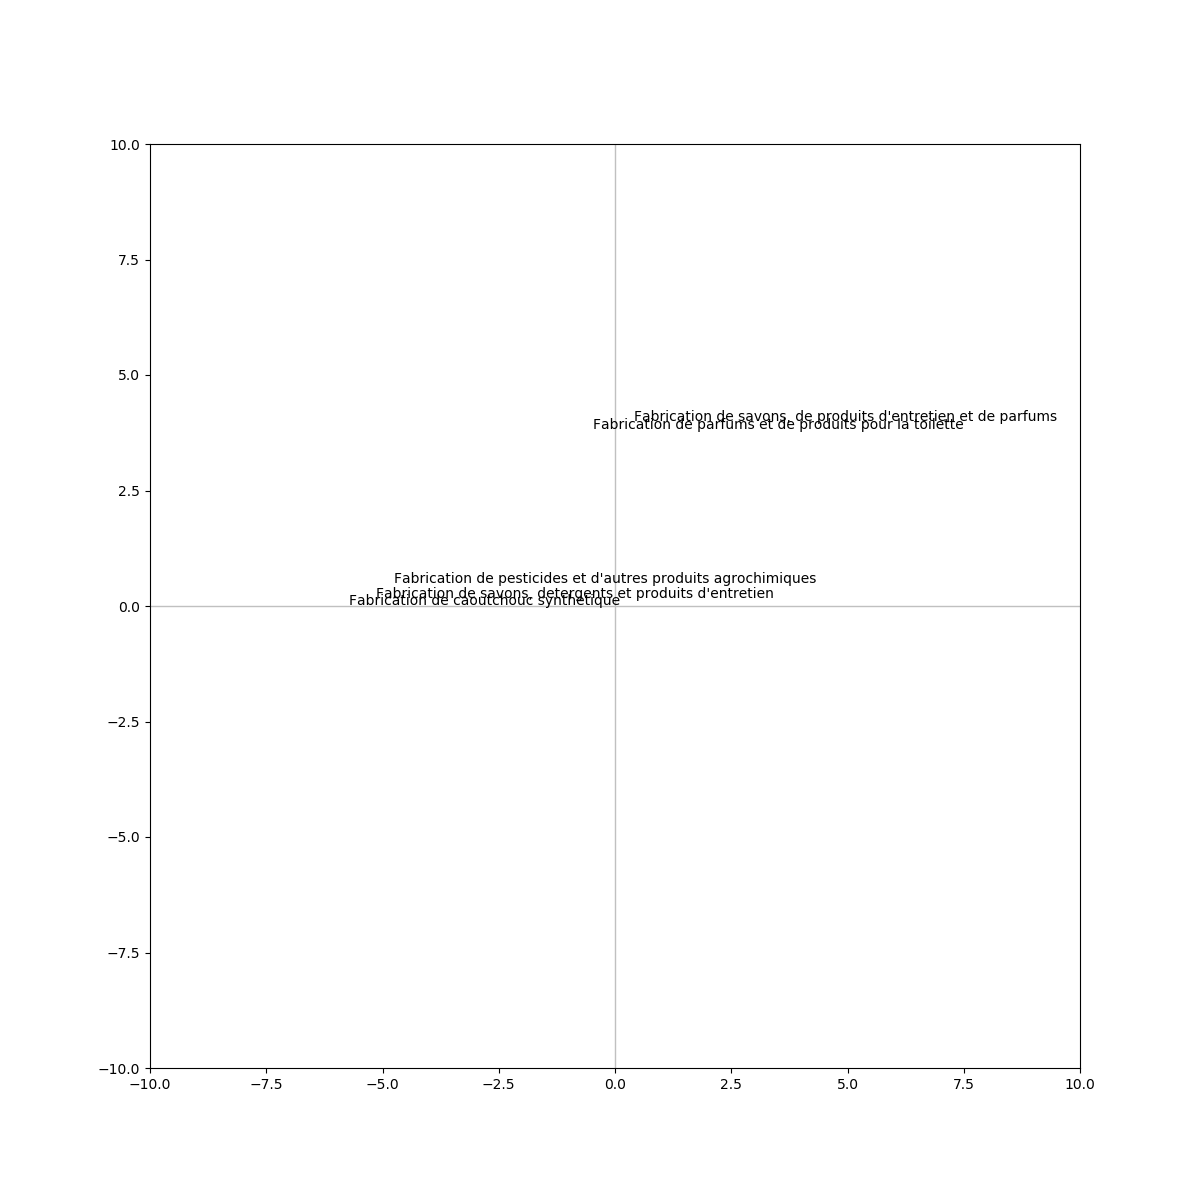 10.0
7.5
5.0
Fabrication de savons, de produits d'entretien et de parfums
Fabrication de parfums et de produits pour la toilette
2.5
Fabrication de pesticides et d'autres produits agrochimiques
Fabrication de savons, detergents et produits d'entretien
Fabrication de caoutchouc synthetique
0.0
−2.5
−5.0
−7.5
−10.0
−10.0 −7.5 −5.0 −2.5 0.0 2.5 5.0 7.5 10.0